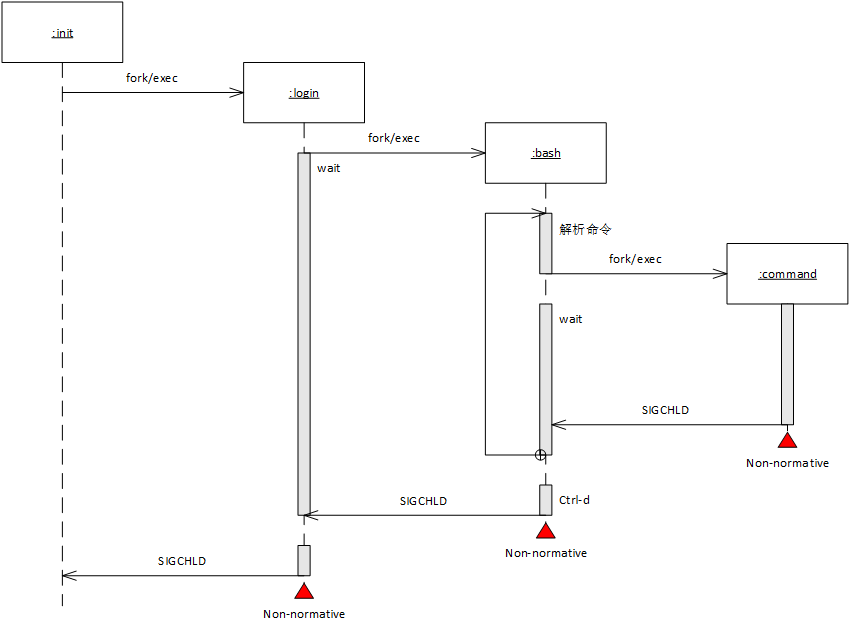 :init
fork/exec
:login
fork/exec
:bash
wait
解析命令
fork/exec
:command
wait
SIGCHLD
Non-normative
SIGCHLD
Ctrl-d
Non-normative
SIGCHLD
Non-normative